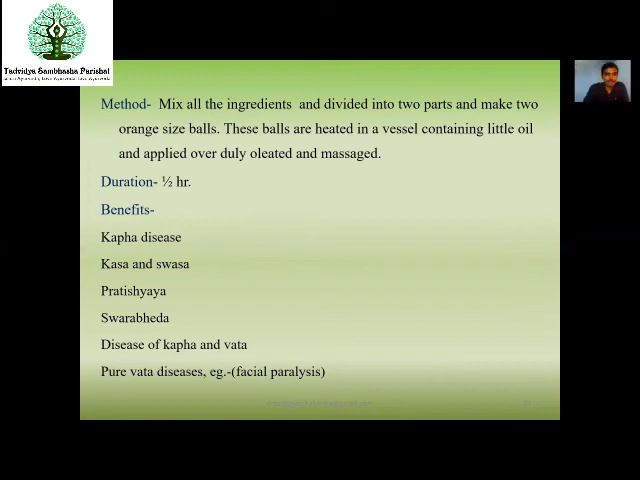 Tadvidya Sambhasha Parishat
Method- Mix all the ingredients and divided into two parts and make two
orange size balls. These balls are heated in a vessel containing little oil
and applied over duly oleated and massaged.
Duration- ½ hr.
Benefits-
Kapha disease
Kasa and swasa
Pratishyaya
Swarabheda
Disease of kapha and vata
Pure vata diseases, eg.-(facial paralysis)